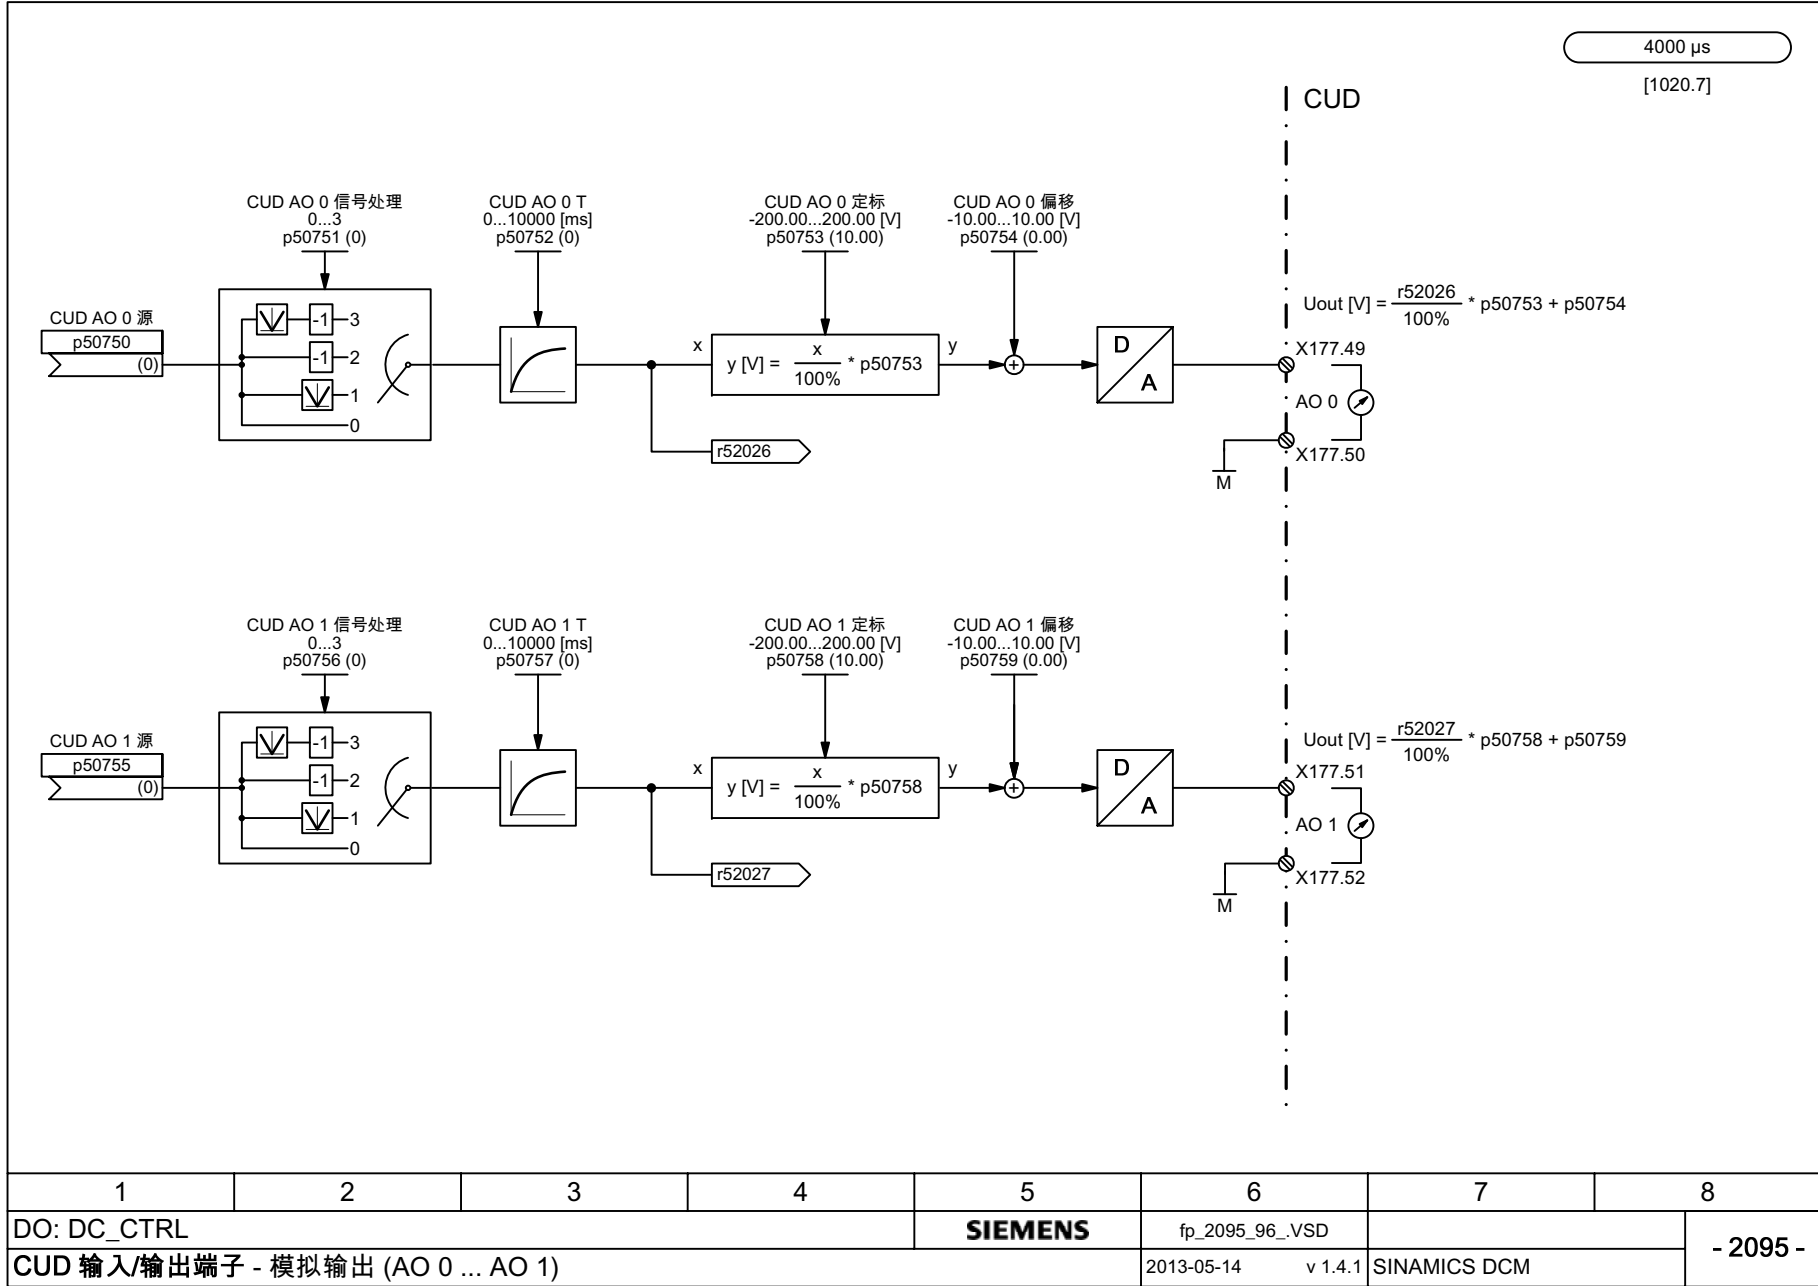 4000 µs
[1020.7]
CUD
CUD AO 0 信号处理
0...3
p50751 (0)
CUD AO 0 T
0...10000 [ms]
p50752 (0)
CUD AO 0 定标
-200.00...200.00 [V]
p50753 (10.00)
CUD AO 0 偏移
-10.00...10.00 [V]
p50754 (0.00)
CUD AO 0 源
p50750
(0)
-1 3
-1 2
1
0
x
y [V] = x / 100% * p50753
y
D
A
r52026
Uout [V] = r52026 / 100% * p50753 + p50754
X177.49
AO 0
X177.50
M
CUD AO 1 信号处理
0...3
p50756 (0)
CUD AO 1 T
0...10000 [ms]
p50757 (0)
CUD AO 1 定标
-200.00...200.00 [V]
p50758 (10.00)
CUD AO 1 偏移
-10.00...10.00 [V]
p50759 (0.00)
CUD AO 1 源
p50755
(0)
-1 3
-1 2
1
0
x
y [V] = x / 100% * p50758
y
D
A
r52027
Uout [V] = r52027 / 100% * p50758 + p50759
X177.51
AO 1
X177.52
M
1 2 3 4 5 6 7 8
DO: DC_CTRL
SIEMENS
fp_2095_96_.VSD
- 2095 -
CUD 输入/输出端子 - 模拟输出 (AO 0 ... AO 1)
2013-05-14 v 1.4.1
SINAMICS DCM